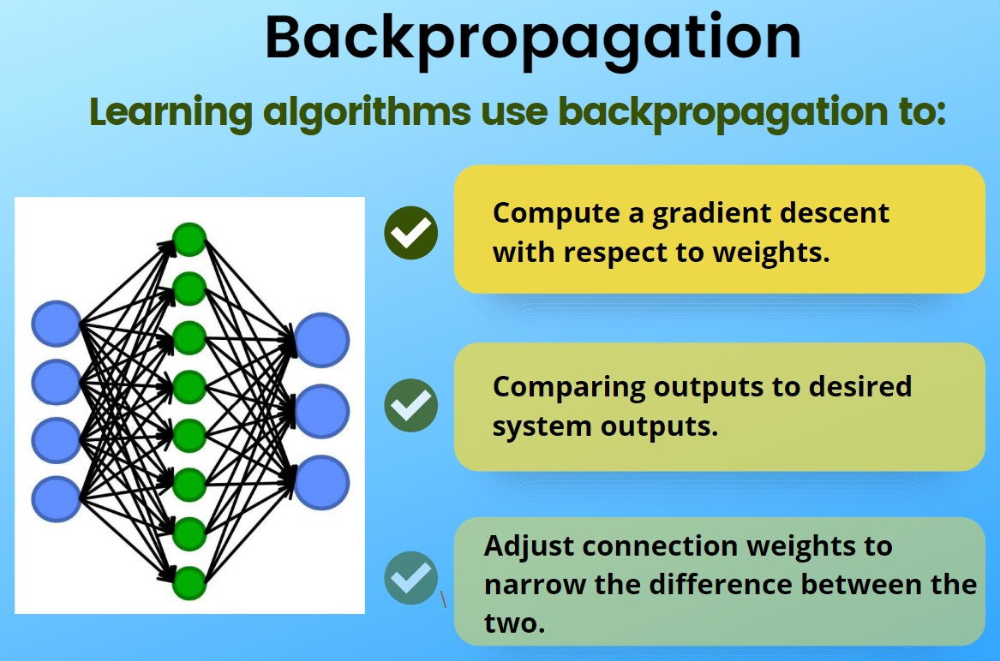 Backpropagation
Learning algorithms use backpropagation to:
Compute a gradient descent
with respect to weights.
Comparing outputs to desired
system outputs.
Adjust connection weights to
narrow the difference between the
two.